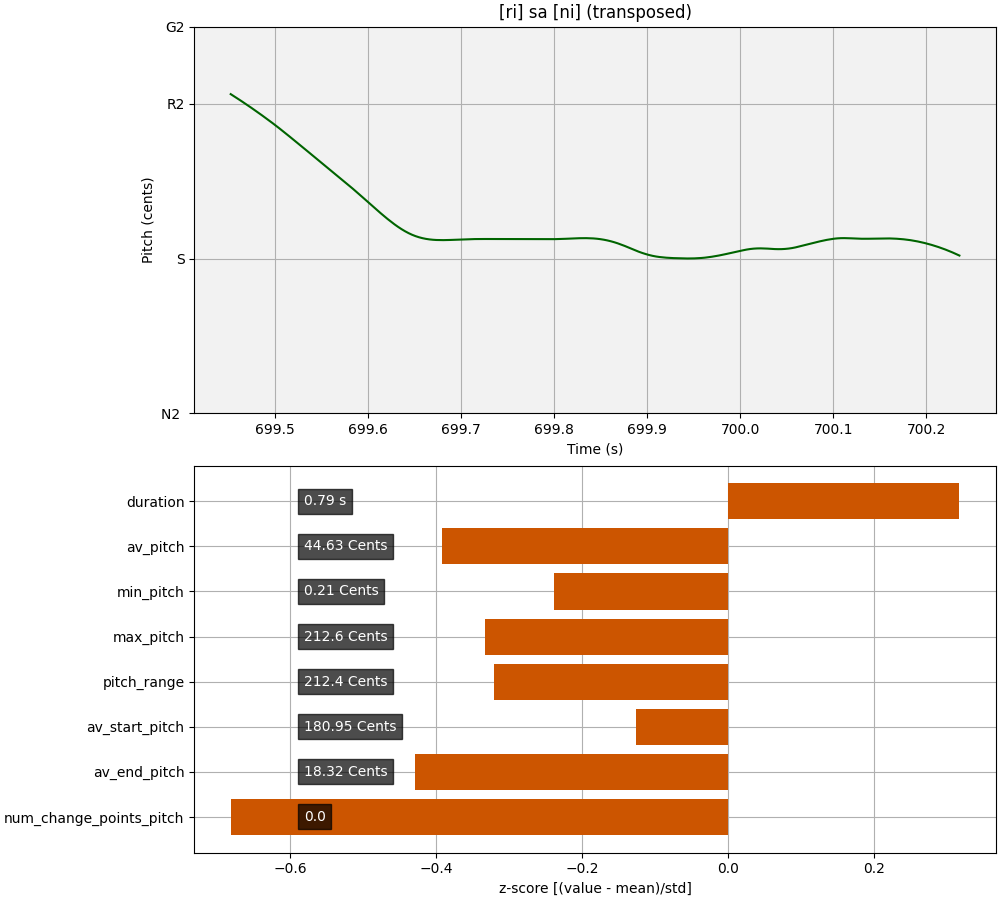 [ri] sa [ni] (transposed)
G2
R2
S
N2
Pitch (cents)
699.5 699.6 699.7 699.8 699.9 700.0 700.1 700.2
Time (s)
duration 0.79 s
av_pitch 44.63 Cents
min_pitch 0.21 Cents
max_pitch 212.6 Cents
pitch_range 212.4 Cents
av_start_pitch 180.95 Cents
av_end_pitch 18.32 Cents
num_change_points_pitch 0.0
−0.6 −0.4 −0.2 0.0 0.2
z-score [(value - mean)/std]